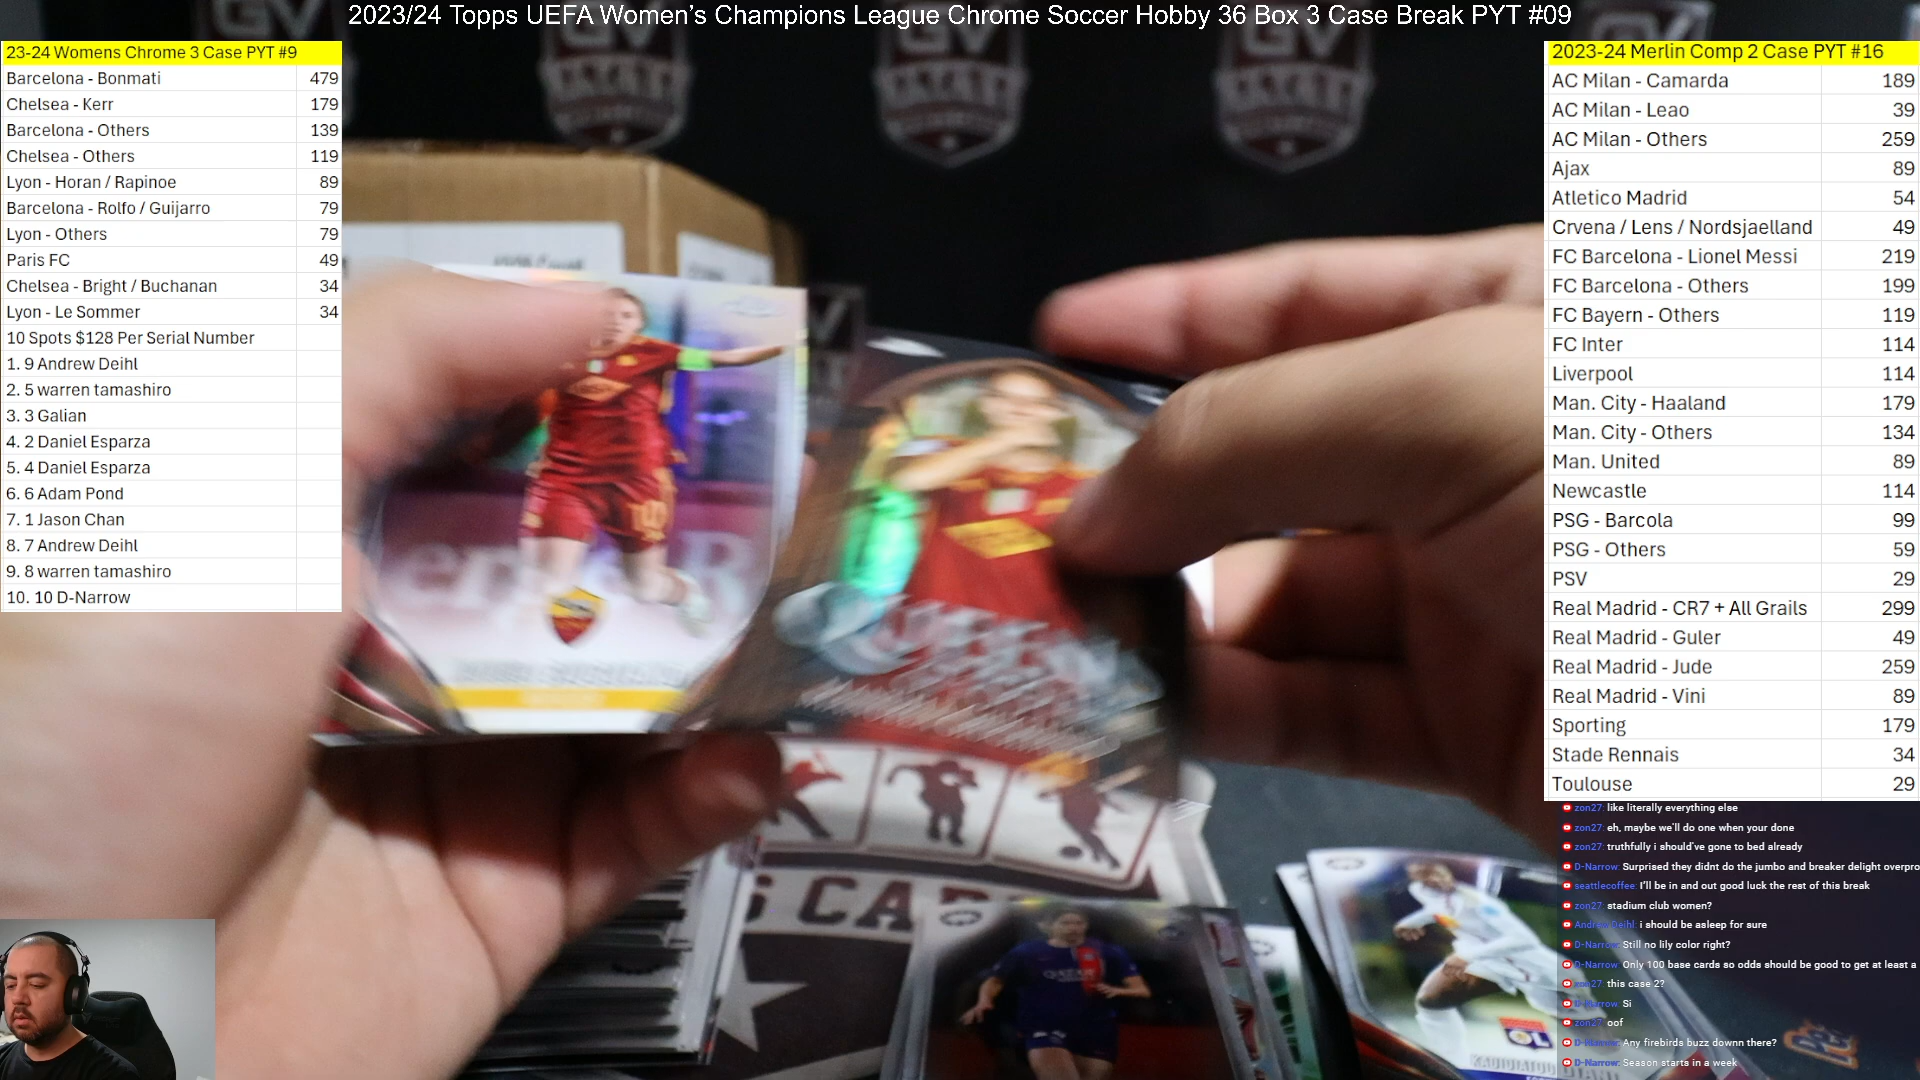 2023/24 Topps UEFA Women's Champions League Chrome Soccer Hobby 36 Box 3 Case Break PYT #09
23-24 Womens Chrome 3 Case PYT #9
Barcelona - Bonmati 479
Chelsea - Kerr 179
Barcelona - Others 139
Chelsea - Others 119
Lyon - Horan / Rapinoe 89
Barcelona - Rolfo / Guijarro 79
Lyon - Others 79
Paris FC 49
Chelsea - Bright / Buchanan 34
Lyon - Le Sommer 34
10 Spots $128 Per Serial Number
1. 9 Andrew Deihl
2. 5 warren tamashiro
3. 3 Galian
4. 2 Daniel Esparza
5. 4 Daniel Esparza
6. 6 Adam Pond
7. 1 Jason Chan
8. 7 Andrew Deihl
9. 8 warren tamashiro
10. 10 D-Narrow
2023-24 Merlin Comp 2 Case PYT #16
AC Milan - Camarda 189
AC Milan - Leao 39
AC Milan - Others 259
Ajax 89
Atletico Madrid 54
Crvena / Lens / Nordsjaelland 49
FC Barcelona - Lionel Messi 219
FC Barcelona - Others 199
FC Bayern - Others 119
FC Inter 114
Liverpool 114
Man. City - Haaland 179
Man. City - Others 134
Man. United 89
Newcastle 114
PSG - Barcola 99
PSG - Others 59
PSV 29
Real Madrid - CR7 + All Grails 299
Real Madrid - Guler 49
Real Madrid - Jude 259
Real Madrid - Vini 89
Sporting 179
Stade Rennais 34
Toulouse 29
zon27: like literally everything else
zon27: eh, maybe we'll do one when your done
zon27: truthfully i should've gone to bed already
D-Narrow: Surprised they didnt do the jumbo and breaker delight overpro
seattlecoffee: I'll be in and out good luck the rest of this break
zon27: stadium club women?
Andrew Deihl: i should be asleep for sure
D-Narrow: Still no lily color right?
D-Narrow: Only 100 base cards so odds should be good to get at least a
zon27: this case 2?
D-Narrow: Si
zon27: oof
D-Narrow: Any firebirds buzz downn there?
D-Narrow: Season starts in a week
S CA